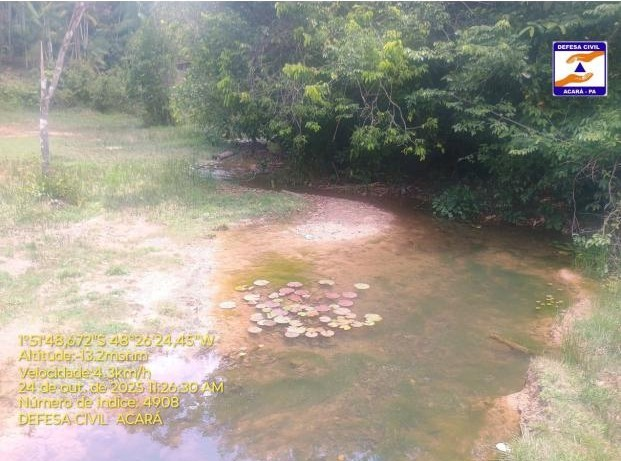 DEFESA CIVIL
ACARÁ - PA
1°51'48,672"S 48°26'24,45"W
Altitude:-13.2msnm
Velocidade:4.3km/h
24 de out. de 2025 11:26:30 AM
Número de índice: 4908
DEFESA CIVIL ACARÁ